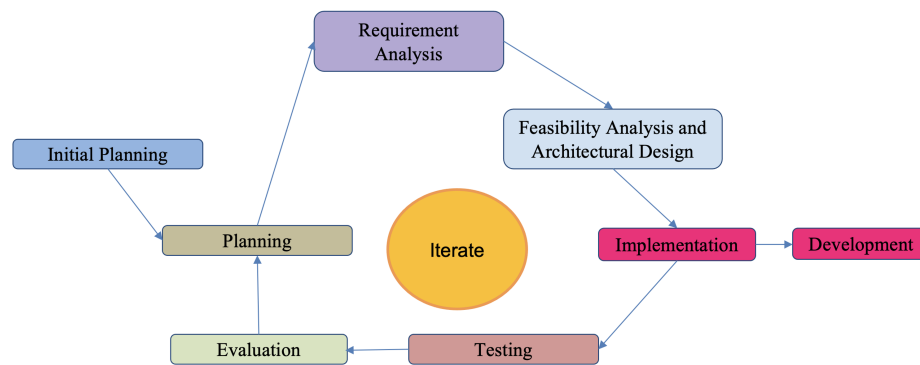 Requirement
Analysis
Feasibility Analysis and
Architectural Design
Initial Planning
Planning
Iterate
Implementation
Development
Evaluation
Testing